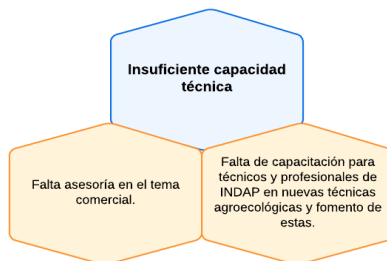 Insuficiente capacidad
técnica
Falta asesoría en el tema
comercial.
Falta de capacitación para
técnicos y profesionales de
INDAP en nuevas técnicas
agroecológicas y fomento de
estas.